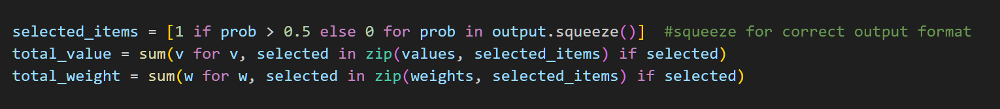 selected_items = [1 if prob > 0.5 else 0 for prob in output.squeeze()]  #squeeze for correct output format
total_value = sum(v for v, selected in zip(values, selected_items) if selected)
total_weight = sum(w for w, selected in zip(weights, selected_items) if selected)